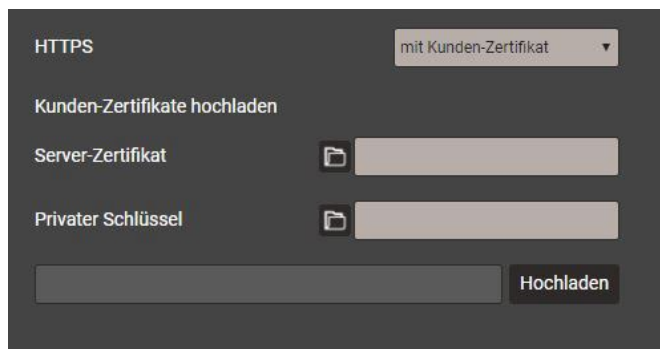 HTTPS mit Kunden-Zertifikat
Kunden-Zertifikate hochladen
Server-Zertifikat
Privater Schlüssel
Hochladen